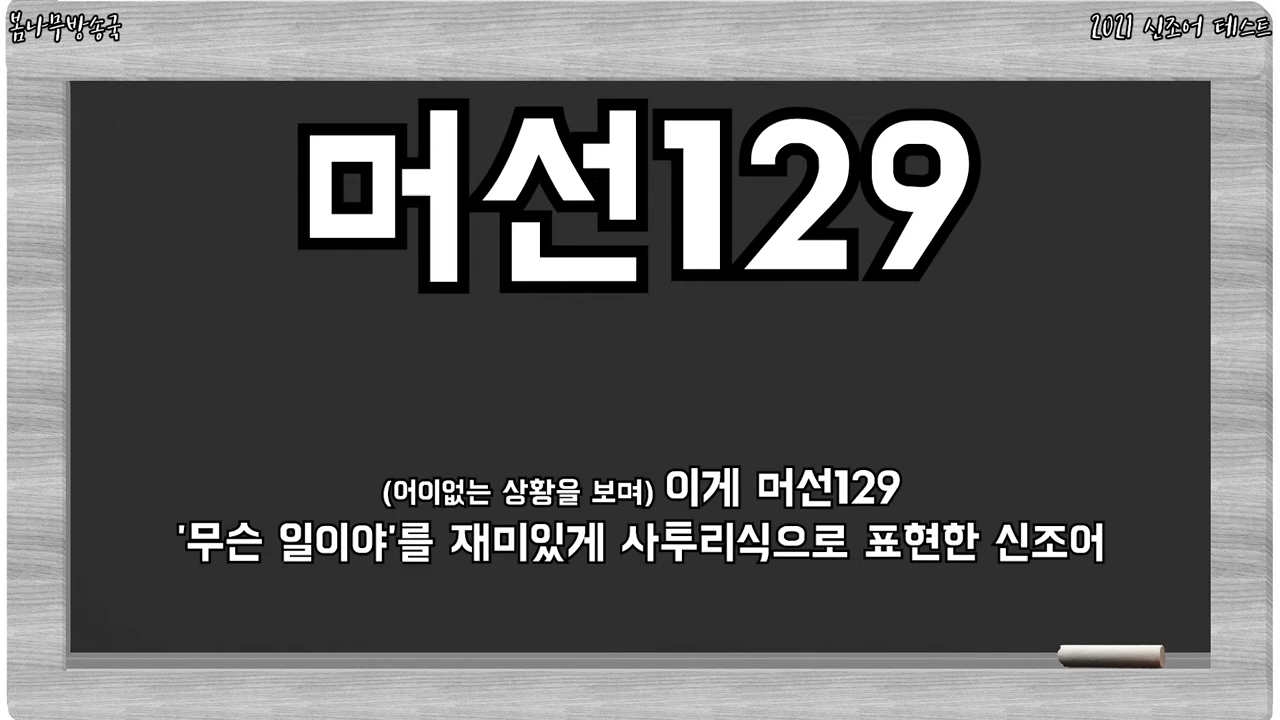 봄나무방송국
2021 신조어 테스트
머선129
(어이없는 상황을 보며) 이게 머선129
'무슨 일이야'를 재미있게 사투리식으로 표현한 신조어